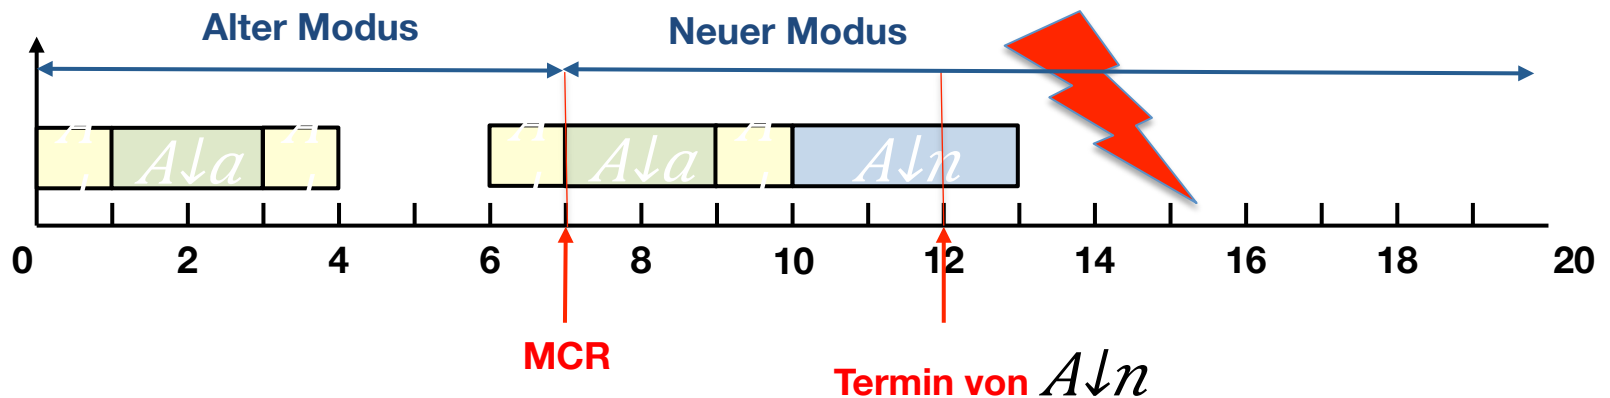 Alter Modus Neuer Modus
A↓a A↓a A↓n
0 2 4 6 8 10 12 14 16 18 20
MCR
Termin von A↓n